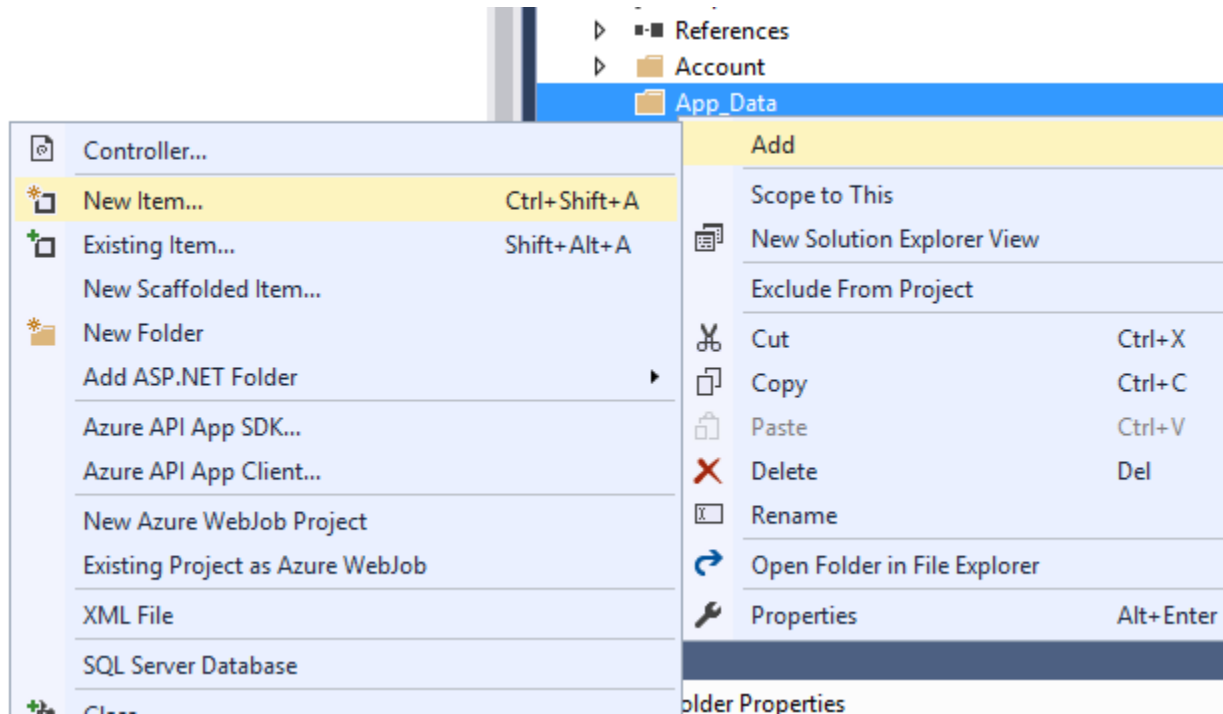 References
Account
App_Data
Controller...
New Item... Ctrl+Shift+A
Existing Item... Shift+Alt+A
New Scaffolded Item...
New Folder
Add ASP.NET Folder
Azure API App SDK...
Azure API App Client...
New Azure WebJob Project
Existing Project as Azure WebJob
XML File
SQL Server Database
Add
Scope to This
New Solution Explorer View
Exclude From Project
Cut Ctrl+X
Copy Ctrl+C
Paste Ctrl+V
Delete Del
Rename
Open Folder in File Explorer
Properties Alt+Enter
older Properties